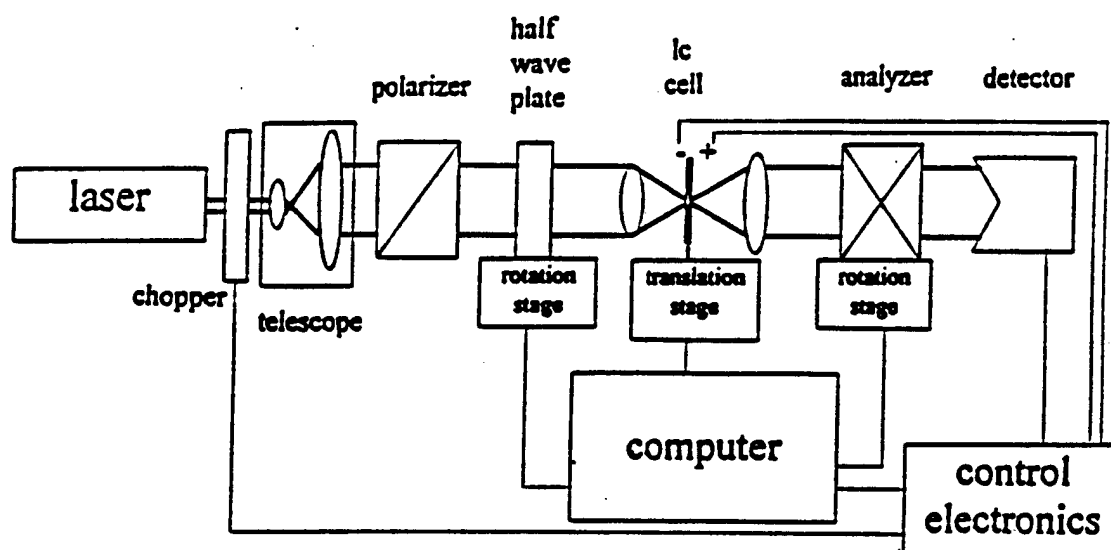 half
wave
plate
lc
cell
polarizer
analyzer
detector
- +
laser
chopper
telescope
rotation
stage
translation
stage
rotation
stage
computer
control
electronics